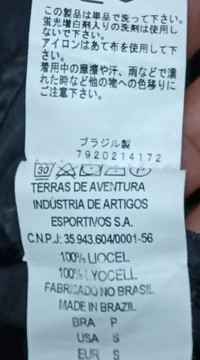 この製品は単品で洗って下さい。
蛍光増白剤入りの洗剤は使用し
ないで下さい。
アイロンはあて布を使用して下
さい。
着用中の摩擦や汗、雨などで濡
れた時など他の物への色移りに
ご注意下さい。
ブラジル製
7920214172
30
TERRAS DE AVENTURA
INDÚSTRIA DE ARTIGOS
ESPORTIVOS S.A.
C.N.P.J: 35.943.604/0001-56
100% LIOCEL
100% LYOCELL
FABRICADO NO BRASIL
MADE IN BRAZIL
BRA P
USA S
EUR S